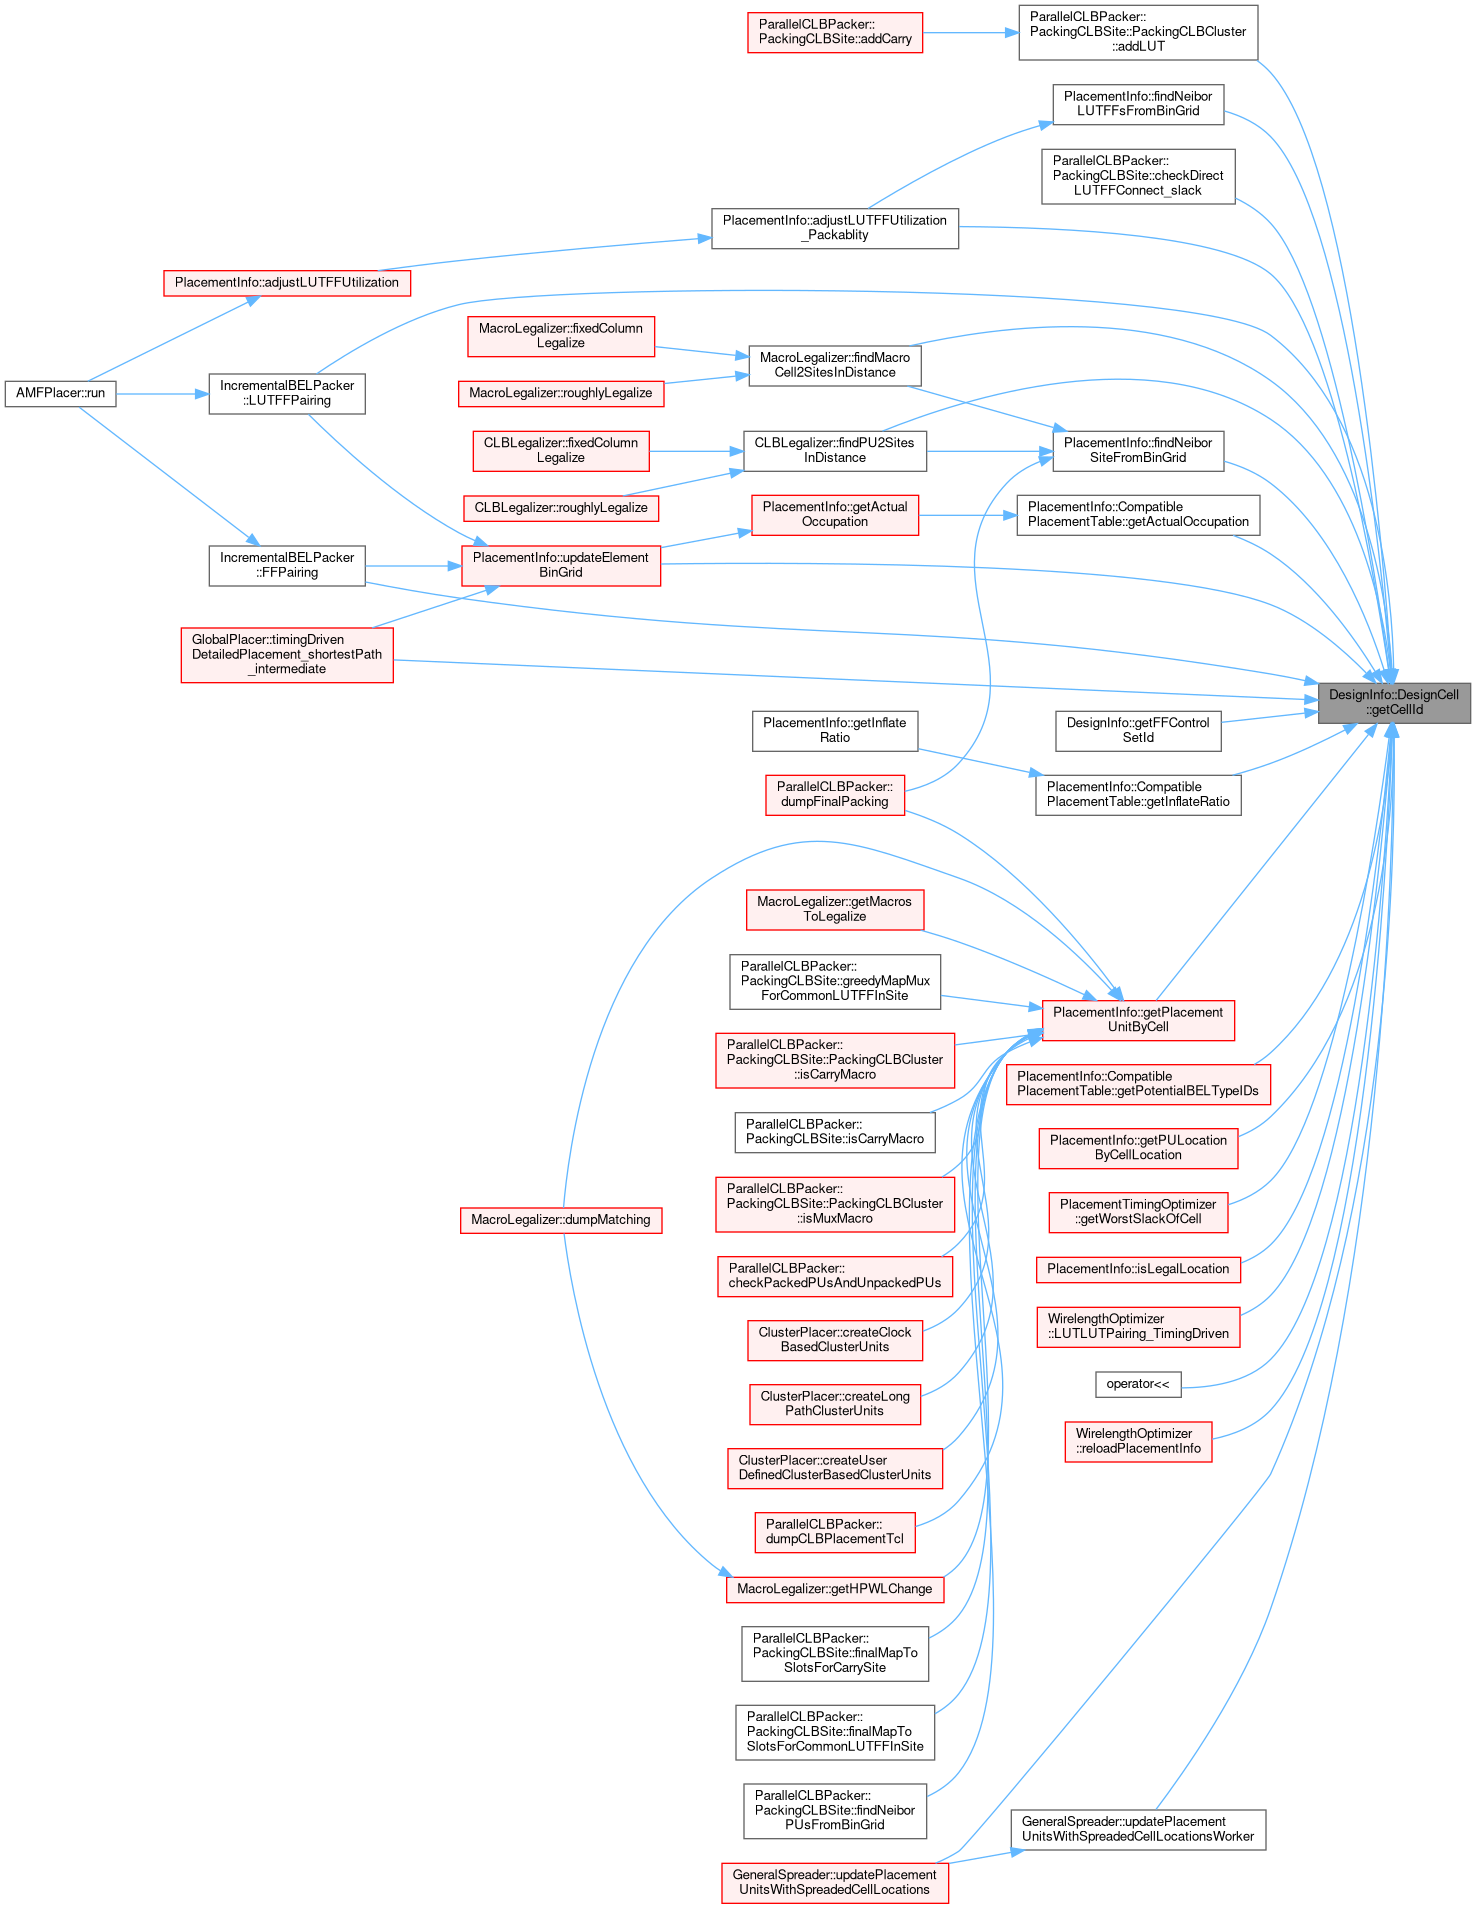 ParallelCLBPacker::
PackingCLBSite::addCarry
ParallelCLBPacker::
PackingCLBSite::PackingCLBCluster
::addLUT
PlacementInfo::findNeibor
LUTFFsFromBinGrid
ParallelCLBPacker::
PackingCLBSite::checkDirect
LUTFFConnect_slack
PlacementInfo::adjustLUTFFUtilization
_Packablity
PlacementInfo::adjustLUTFFUtilization
MacroLegalizer::fixedColumn
Legalize
MacroLegalizer::findMacro
Cell2SitesInDistance
AMFPlacer::run
IncrementalBELPacker
::LUTFFPairing
MacroLegalizer::roughlyLegalize
CLBLegalizer::fixedColumn
Legalize
CLBLegalizer::findPU2Sites
InDistance
PlacementInfo::findNeibor
SiteFromBinGrid
CLBLegalizer::roughlyLegalize
PlacementInfo::getActual
Occupation
PlacementInfo::Compatible
PlacementTable::getActualOccupation
IncrementalBELPacker
::FFPairing
PlacementInfo::updateElement
BinGrid
GlobalPlacer::timingDriven
DetailedPlacement_shortestPath
_intermediate
DesignInfo::DesignCell
::getCellId
PlacementInfo::getInflate
Ratio
DesignInfo::getFFControl
SetId
ParallelCLBPacker::
dumpFinalPacking
PlacementInfo::Compatible
PlacementTable::getInflateRatio
MacroLegalizer::getMacros
ToLegalize
ParallelCLBPacker::
PackingCLBSite::greedyMapMux
ForCommonLUTFFInSite
PlacementInfo::getPlacement
UnitByCell
ParallelCLBPacker::
PackingCLBSite::PackingCLBCluster
::isCarryMacro
PlacementInfo::Compatible
PlacementTable::getPotentialBELTypeIDs
ParallelCLBPacker::
PackingCLBSite::isCarryMacro
PlacementInfo::getPULocation
ByCellLocation
ParallelCLBPacker::
PackingCLBSite::PackingCLBCluster
::isMuxMacro
PlacementTimingOptimizer
::getWorstSlackOfCell
MacroLegalizer::dumpMatching
ParallelCLBPacker::
checkPackedPUsAndUnpackedPUs
PlacementInfo::isLegalLocation
ClusterPlacer::createClock
BasedClusterUnits
WirelengthOptimizer
::LUTLUTPairing_TimingDriven
ClusterPlacer::createLong
PathClusterUnits
operator<<
ClusterPlacer::createUser
DefinedClusterBasedClusterUnits
WirelengthOptimizer
::reloadPlacementInfo
ParallelCLBPacker::
dumpCLBPlacementTcl
MacroLegalizer::getHPWLChange
ParallelCLBPacker::
PackingCLBSite::finalMapTo
SlotsForCarrySite
ParallelCLBPacker::
PackingCLBSite::finalMapTo
SlotsForCommonLUTFFInSite
ParallelCLBPacker::
PackingCLBSite::findNeibor
PUsFromBinGrid
GeneralSpreader::updatePlacement
UnitsWithSpreadedCellLocationsWorker
GeneralSpreader::updatePlacement
UnitsWithSpreadedCellLocations